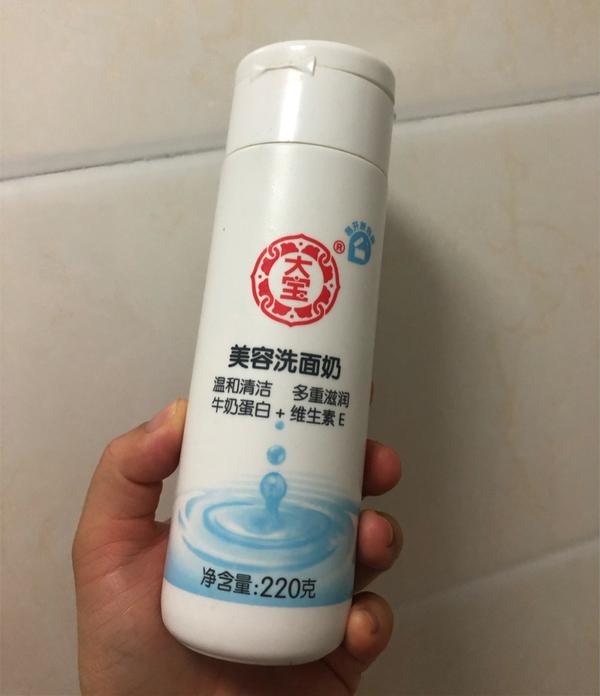 大宝
®
美容洗面奶
温和清洁 多重滋润
牛奶蛋白+维生素E
净含量:220克